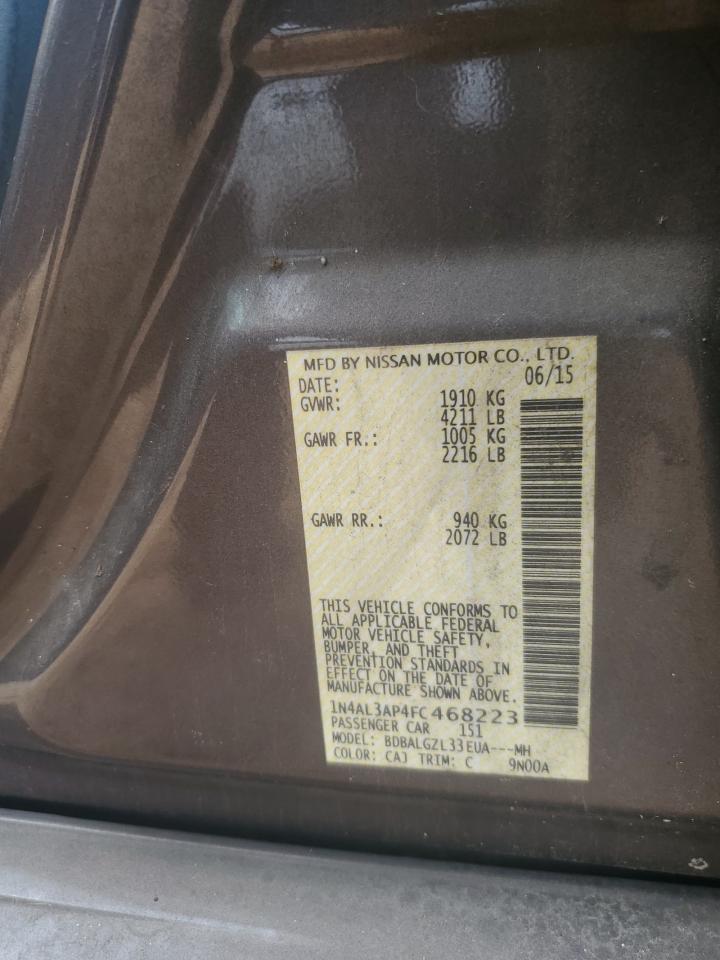 MFD BY NISSAN MOTOR CO., LTD.
DATE: 06/15
GVWR: 1910 KG
4211 LB
GAWR FR.: 1005 KG
2216 LB
GAWR RR.: 940 KG
2072 LB
THIS VEHICLE CONFORMS TO
ALL APPLICABLE FEDERAL
MOTOR VEHICLE SAFETY,
BUMPER, AND THEFT
PREVENTION STANDARDS IN
EFFECT ON THE DATE OF
MANUFACTURE SHOWN ABOVE.
1N4AL3AP4FC468223
PASSENGER CAR 151
MODEL: BDBALGZL33EUA---MH
COLOR: CAJ TRIM: C 9N00A